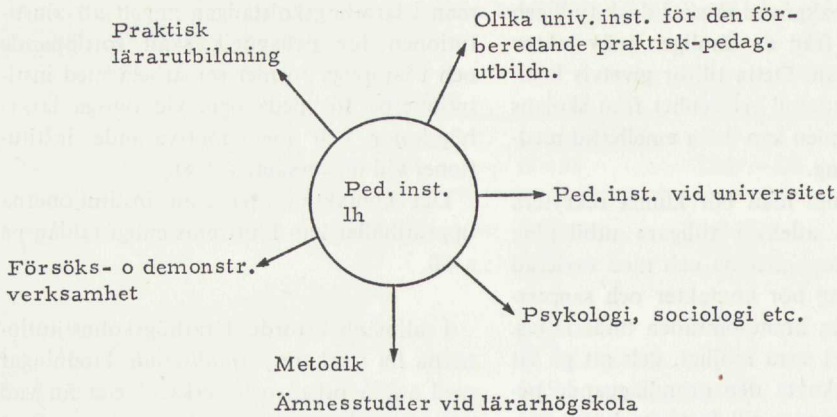 Praktisk
lärarutbildning
Olika univ. inst. för den för-
beredande praktisk-pedag.
utbildn.
Ped. inst.
lh
Ped. inst. vid universitet
Försöks- o demonstr.
verksamhet
Psykologi, sociologi etc.
Metodik
Ämnesstudier vid lärarhögskola